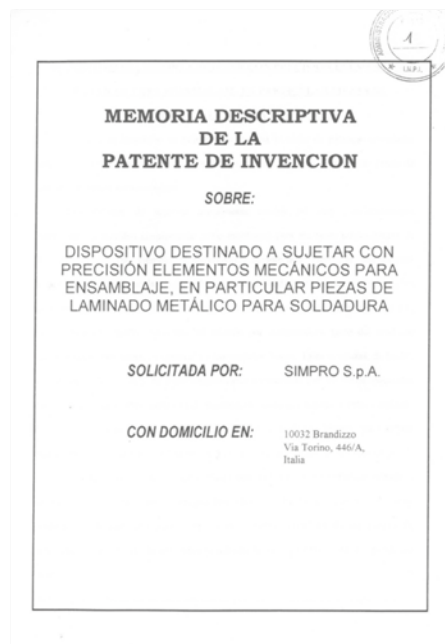 1
I.N.P.I.
MEMORIA DESCRIPTIVA
DE LA
PATENTE DE INVENCION
SOBRE:
DISPOSITIVO DESTINADO A SUJETAR CON
PRECISIÓN ELEMENTOS MECÁNICOS PARA
ENSAMBLAJE, EN PARTICULAR PIEZAS DE
LAMINADO METÁLICO PARA SOLDADURA
SOLICITADA POR: SIMPRO S.p.A.
CON DOMICILIO EN: 10032 Brandizzo
Via Torino, 446/A,
Italia